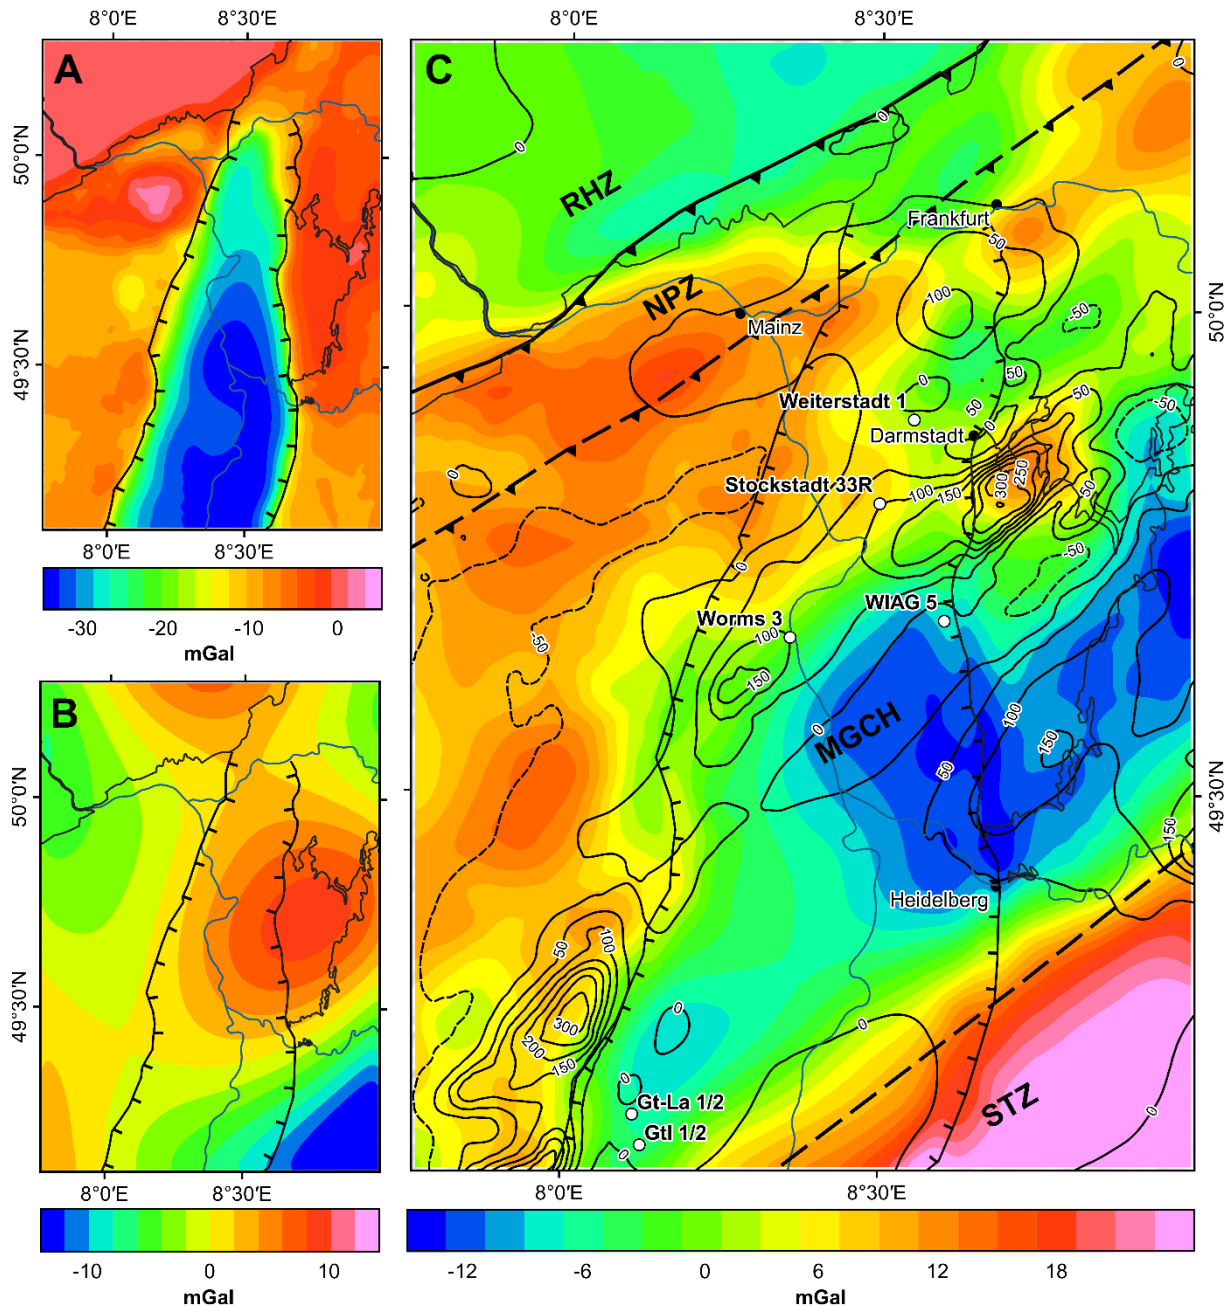 8°0'E 8°30'E 8°0'E 8°30'E
A
50°0'N
49°30'N
8°0'E 8°30'E
-30 -20 -10 0
mGal
B
50°0'N
49°30'N
8°0'E 8°30'E
-10 0 10
mGal
C
0
0
0
RHZ
Frankfurt
50
NPZ
100
-50
Mainz
50°0'N
0
50
50
Weiterstadt 1
50
-50
Darmstadt
0
0
Stockstadt 33R
100
150
300
250
50
-50
0
WIAG 5
Worms 3
100
-50
150
0
MGCH
100
150
50
49°30'N
150
Heidelberg
50
100
300
0
0
200
150
0
Gt-La 1/2
STZ
0
GtI 1/2
0
8°0'E 8°30'E
-12 -6 0 6 12 18
mGal